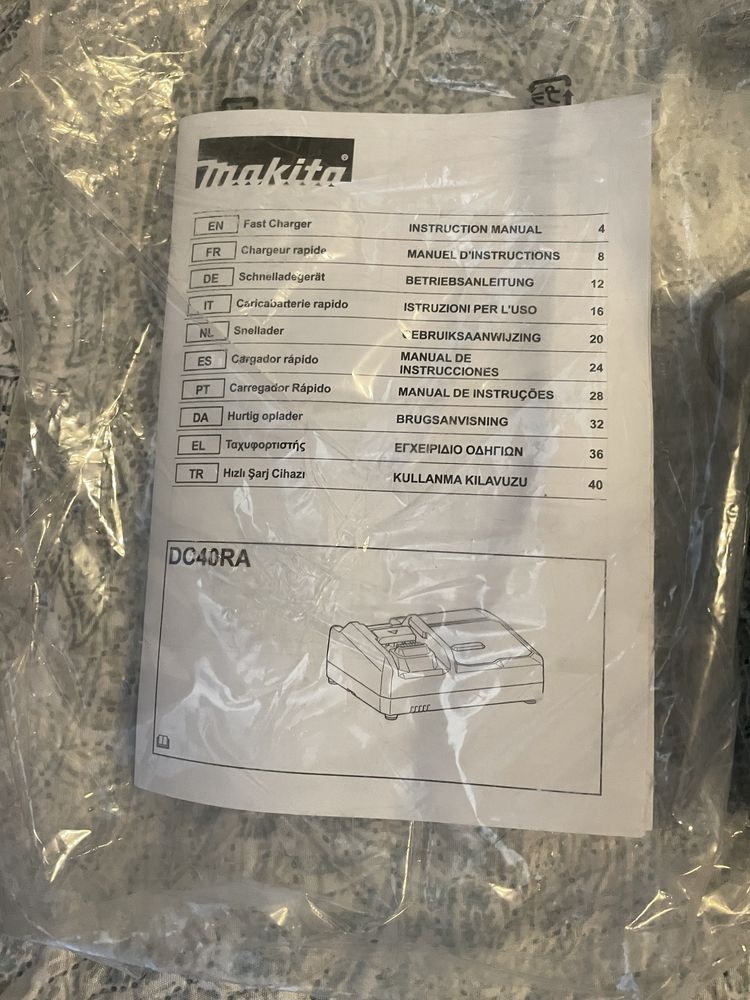 makita®
EN Fast Charger INSTRUCTION MANUAL 4
FR Chargeur rapide MANUEL D'INSTRUCTIONS 8
DE Schnelladegerät BETRIEBSANLEITUNG 12
IT Caricabatterie rapido ISTRUZIONI PER L'USO 16
NL Snellader GEBRUIKSAANWIJZING 20
ES Cargador rápido MANUAL DE INSTRUCCIONES 24
PT Carregador Rápido MANUAL DE INSTRUÇÕES 28
DA Hurtig oplader BRUGSANVISNING 32
EL Ταχυφορτιστής ΕΓΧΕΙΡΙΔΙΟ ΟΔΗΓΙΩΝ 36
TR Hızlı Şarj Cihazı KULLANMA KILAVUZU 40
DC40RA